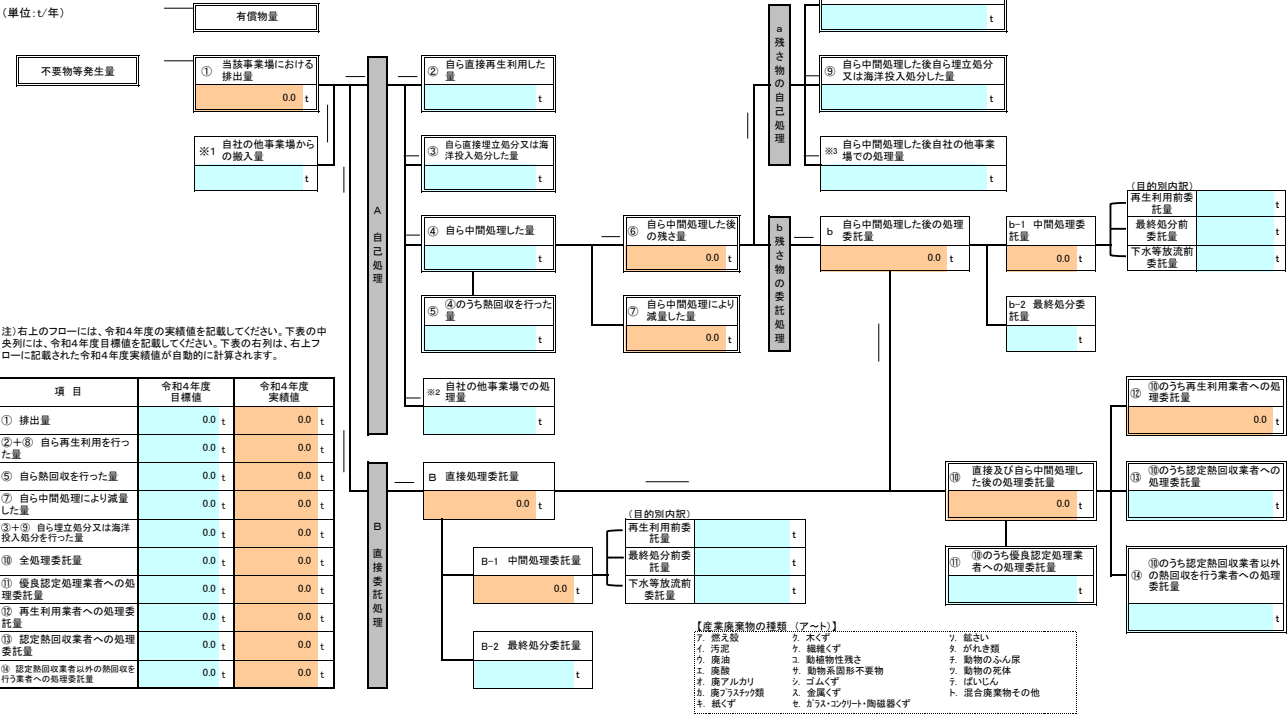 (単位:t/年)
有償物量
不要物等発生量
① 当該事業場における
排出量
0.0 t
※1 自社の他事業場から
の搬入量
t
A 自己処理
② 自ら直接再生利用した
量
t
③ 自ら直接埋立処分又は海
洋投入処分した量
t
④ 自ら中間処理した量
t
⑤ ④のうち熱回収を行った
量
t
※2 自社の他事業場での処
理量
t
⑥ 自ら中間処理した後
の残さ量
0.0 t
⑦ 自ら中間処理により
減量した量
0.0 t
a 残さ物の自己処理
t
⑨ 自ら中間処理した後自ら埋立処分
又は海洋投入処分した量
t
※3 自ら中間処理した後自社の他事業
場での処理量
t
b 残さ物の委託処理
b 自ら中間処理した後の処理
委託量
0.0 t
b-1 中間処理委
託量
0.0 t
(目的別内訳)
再生利用前委
託量
t
最終処分前
委託量
t
下水等放流前
委託量
t
b-2 最終処分委
託量
t
注)右上のフローには、令和4年度の実績値を記載してください。下表の中
央列には、令和4年度目標値を記載してください。下表の右列は、右上フ
ローに記載された令和4年度実績値が自動的に計算されます。
項 目 令和4年度
目標値 令和4年度
実績値
① 排出量 0.0 t 0.0 t
②+⑧ 自ら再生利用を行っ
た量 0.0 t 0.0 t
⑤ 自ら熱回収を行った量 0.0 t 0.0 t
⑦ 自ら中間処理により減量
した量 0.0 t 0.0 t
③+⑨ 自ら埋立処分又は海洋
投入処分を行った量 0.0 t 0.0 t
⑩ 全処理委託量 0.0 t 0.0 t
⑪ 優良認定処理業者への処
理委託量 0.0 t 0.0 t
⑫ 再生利用業者への処理委
託量 0.0 t 0.0 t
⑬ 認定熱回収業者への処理
委託量 0.0 t 0.0 t
⑭ 認定熱回収業者以外の熱回収を
行う業者への処理委託量 0.0 t 0.0 t
B 直接委託処理
B 直接処理委託量
0.0 t
B-1 中間処理委託量
0.0 t
(目的別内訳)
再生利用前委
託量
t
最終処分前委
託量
t
下水等放流前
委託量
t
B-2 最終処分委託量
t
⑩ 直接及び自ら中間処理し
た後の処理委託量
0.0 t
⑪ ⑩のうち優良認定処理業
者への処理委託量
t
⑫ ⑩のうち再生利用業者への処
理委託量
0.0 t
⑬ ⑩のうち認定熱回収業者への
処理委託量
t
⑭ ⑩のうち認定熱回収業者以外
の熱回収を行う業者への処理
委託量
t
【産業廃棄物の種類 (ア~ト)】
ア. 燃え殻 ク. 木くず ソ. 鉱さい
イ. 汚泥 ケ. 繊維くず タ. がれき類
ウ. 廃油 コ. 動植物性残さ チ. 動物のふん尿
エ. 廃酸 サ. 動物系固形不要物 ツ. 動物の死体
オ. 廃アルカリ シ. ゴムくず テ. ばいじん
カ. 廃プラスチック類 ス. 金属くず ト. 混合廃棄物その他
キ. 紙くず セ. ガラス・コンクリート・陶磁器くず